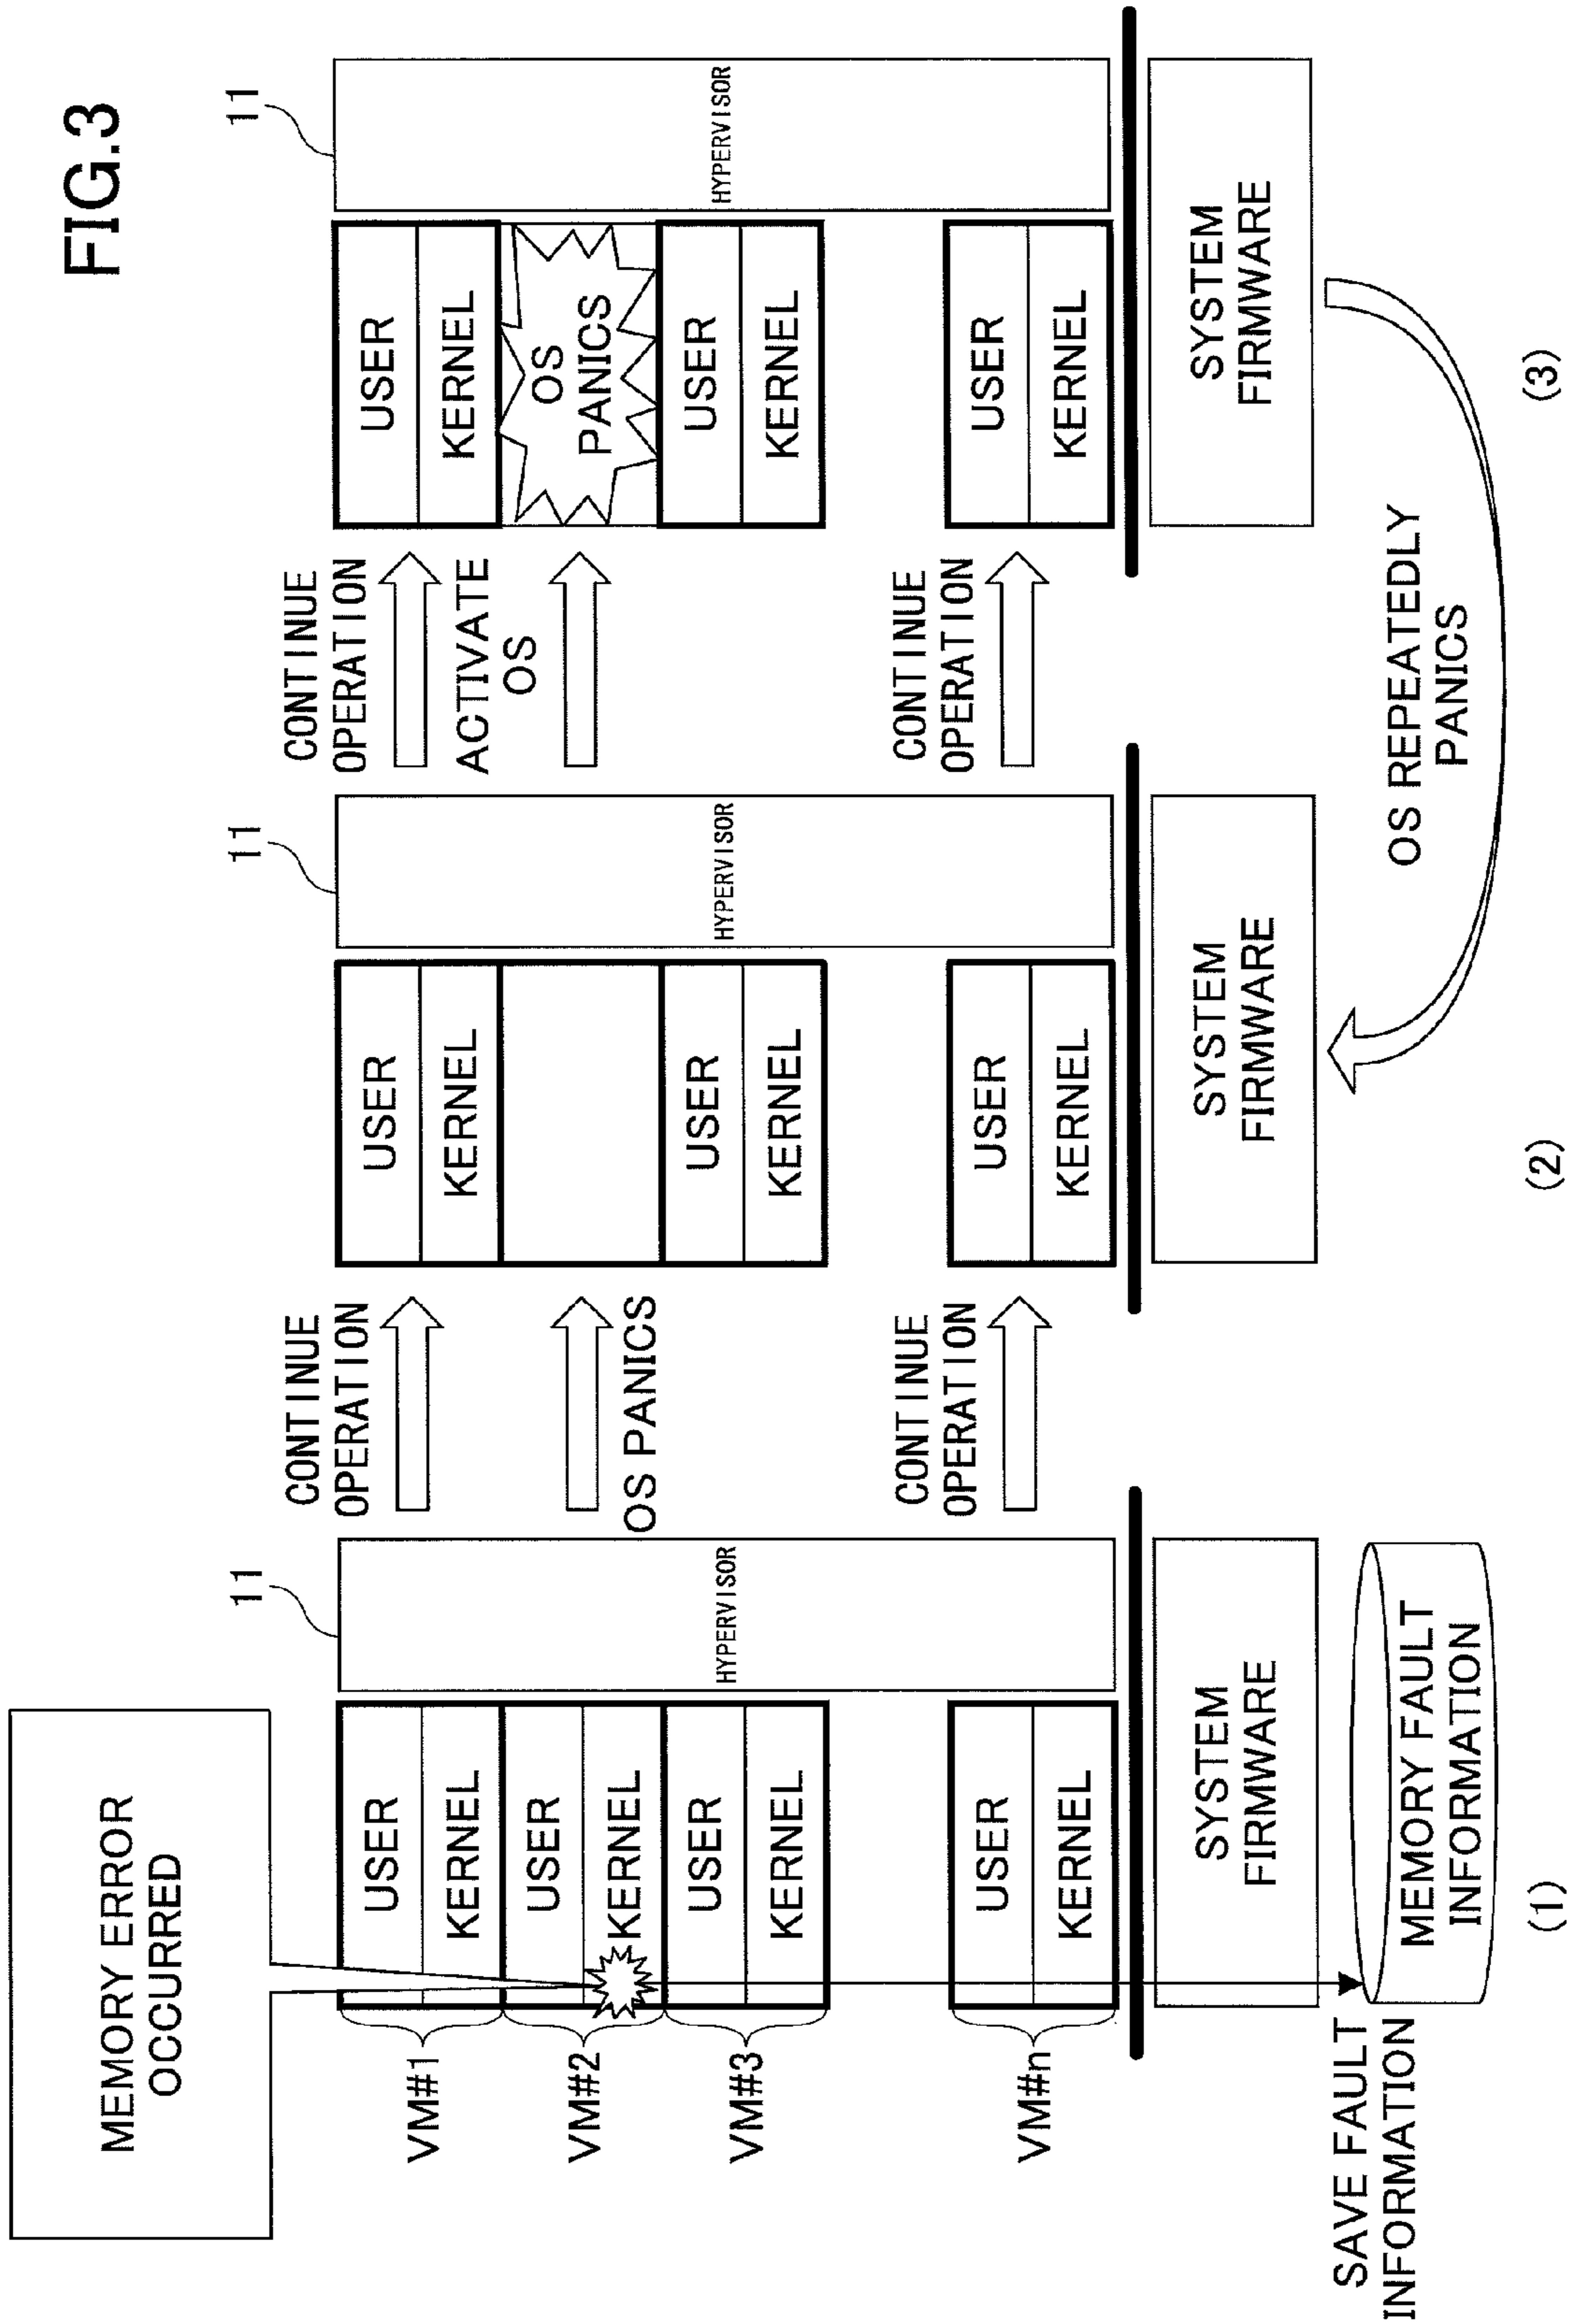 FIG.3
MEMORY ERROR
OCCURRED
VM#1
VM#2
VM#3
VM#n
USER
KERNEL
USER
KERNEL
USER
KERNEL
USER
KERNEL
11
HYPERVISOR
SYSTEM
FIRMWARE
SAVE FAULT
INFORMATION
MEMORY FAULT
INFORMATION
(1)
CONTINUE
OPERATION
OS PANICS
CONTINUE
OPERATION
USER
KERNEL
USER
KERNEL
USER
KERNEL
11
HYPERVISOR
SYSTEM
FIRMWARE
(2)
CONTINUE
OPERATION
ACTIVATE
OS
CONTINUE
OPERATION
USER
KERNEL
OS
PANICS
USER
KERNEL
USER
KERNEL
11
HYPERVISOR
SYSTEM
FIRMWARE
OS REPEATEDLY
PANICS
(3)